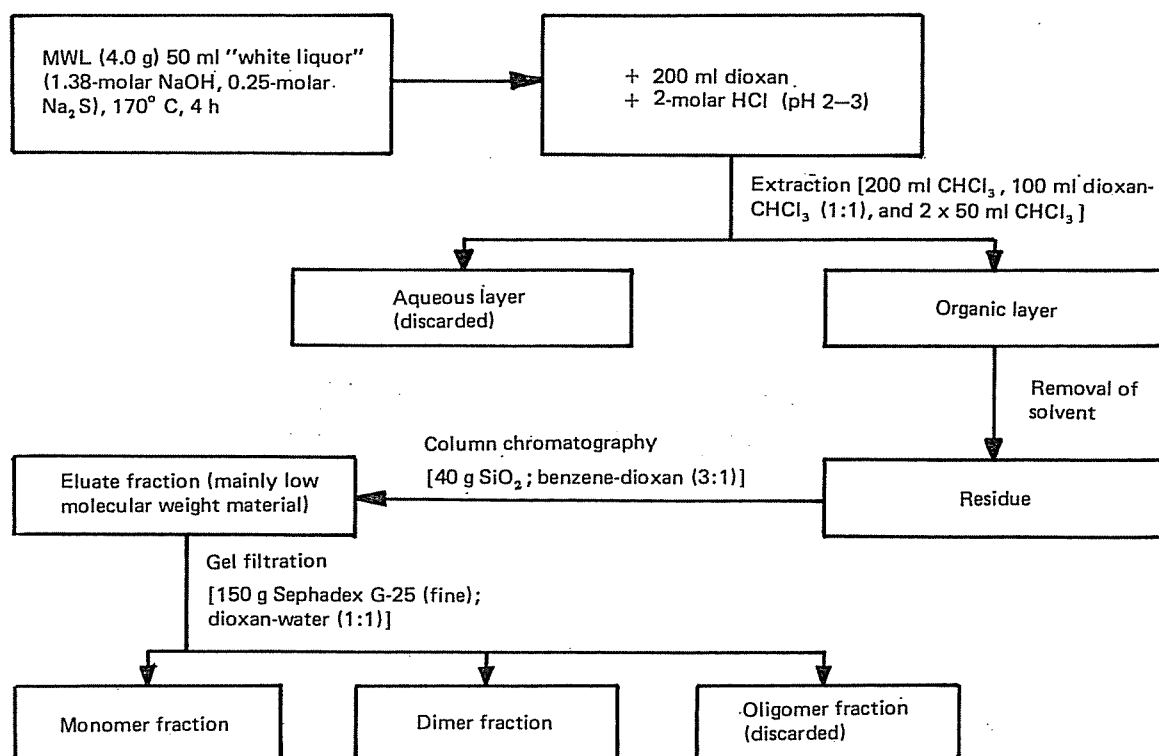 MWL (4.0 g) 50 ml "white liquor"
(1.38-molar NaOH, 0.25-molar
Na₂S), 170° C, 4 h
+ 200 ml dioxan
+ 2-molar HCl (pH 2–3)
Extraction [200 ml CHCl₃, 100 ml dioxan-
CHCl₃ (1:1), and 2 x 50 ml CHCl₃]
Aqueous layer
(discarded)
Organic layer
Removal of
solvent
Column chromatography
[40 g SiO₂; benzene-dioxan (3:1)]
Eluate fraction (mainly low
molecular weight material)
Residue
Gel filtration
[150 g Sephadex G-25 (fine);
dioxan-water (1:1)]
Monomer fraction
Dimer fraction
Oligomer fraction
(discarded)